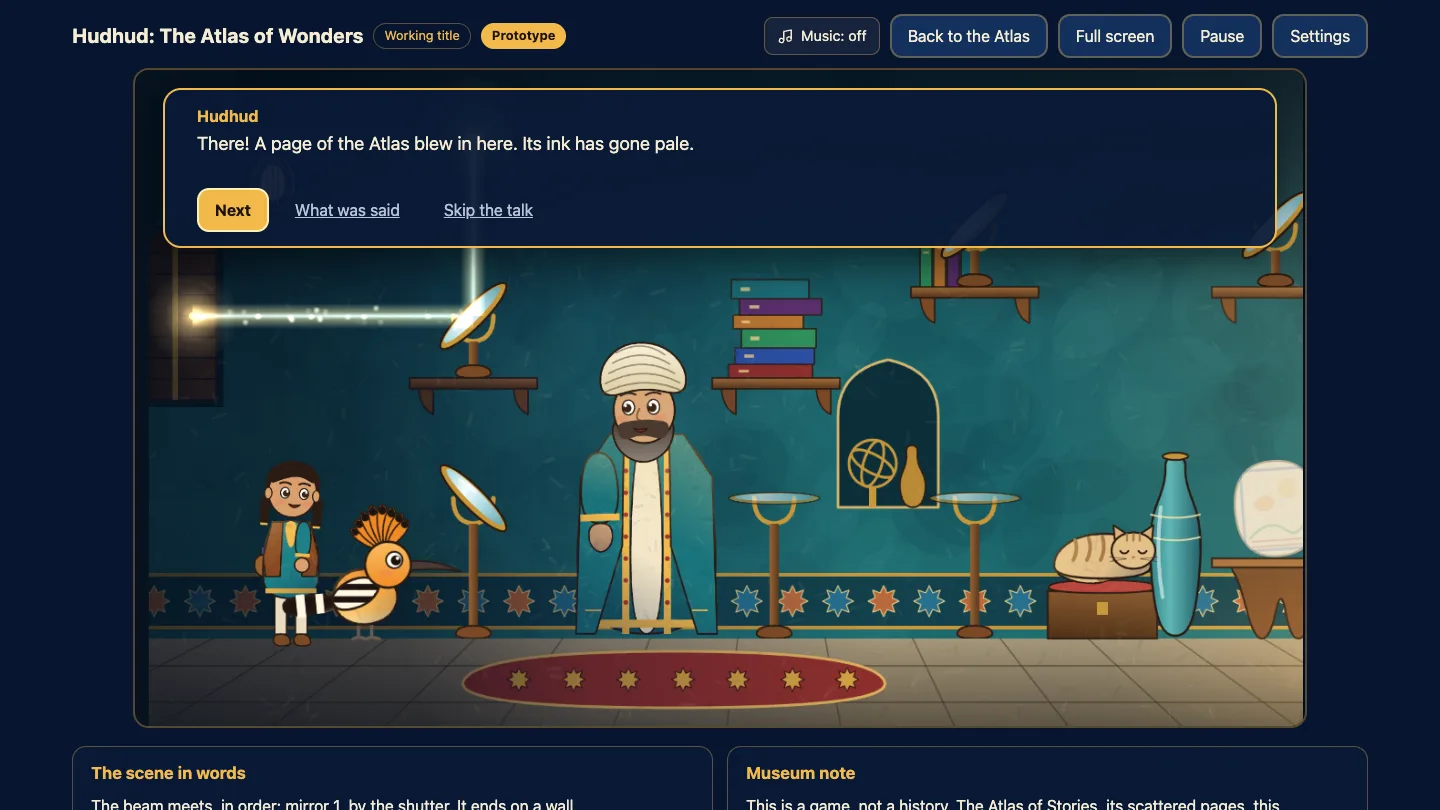 Hudhud: The Atlas of Wonders
Working title
Prototype
Music: off
Back to the Atlas
Full screen
Pause
Settings
Hudhud
There! A page of the Atlas blew in here. Its ink has gone pale.
Next
What was said
Skip the talk
The scene in words
The beam meets, in order: mirror 1, by the shutter. It ends on a wall.
Museum note
This is a game, not a history. The Atlas of Stories, its scattered pages, this